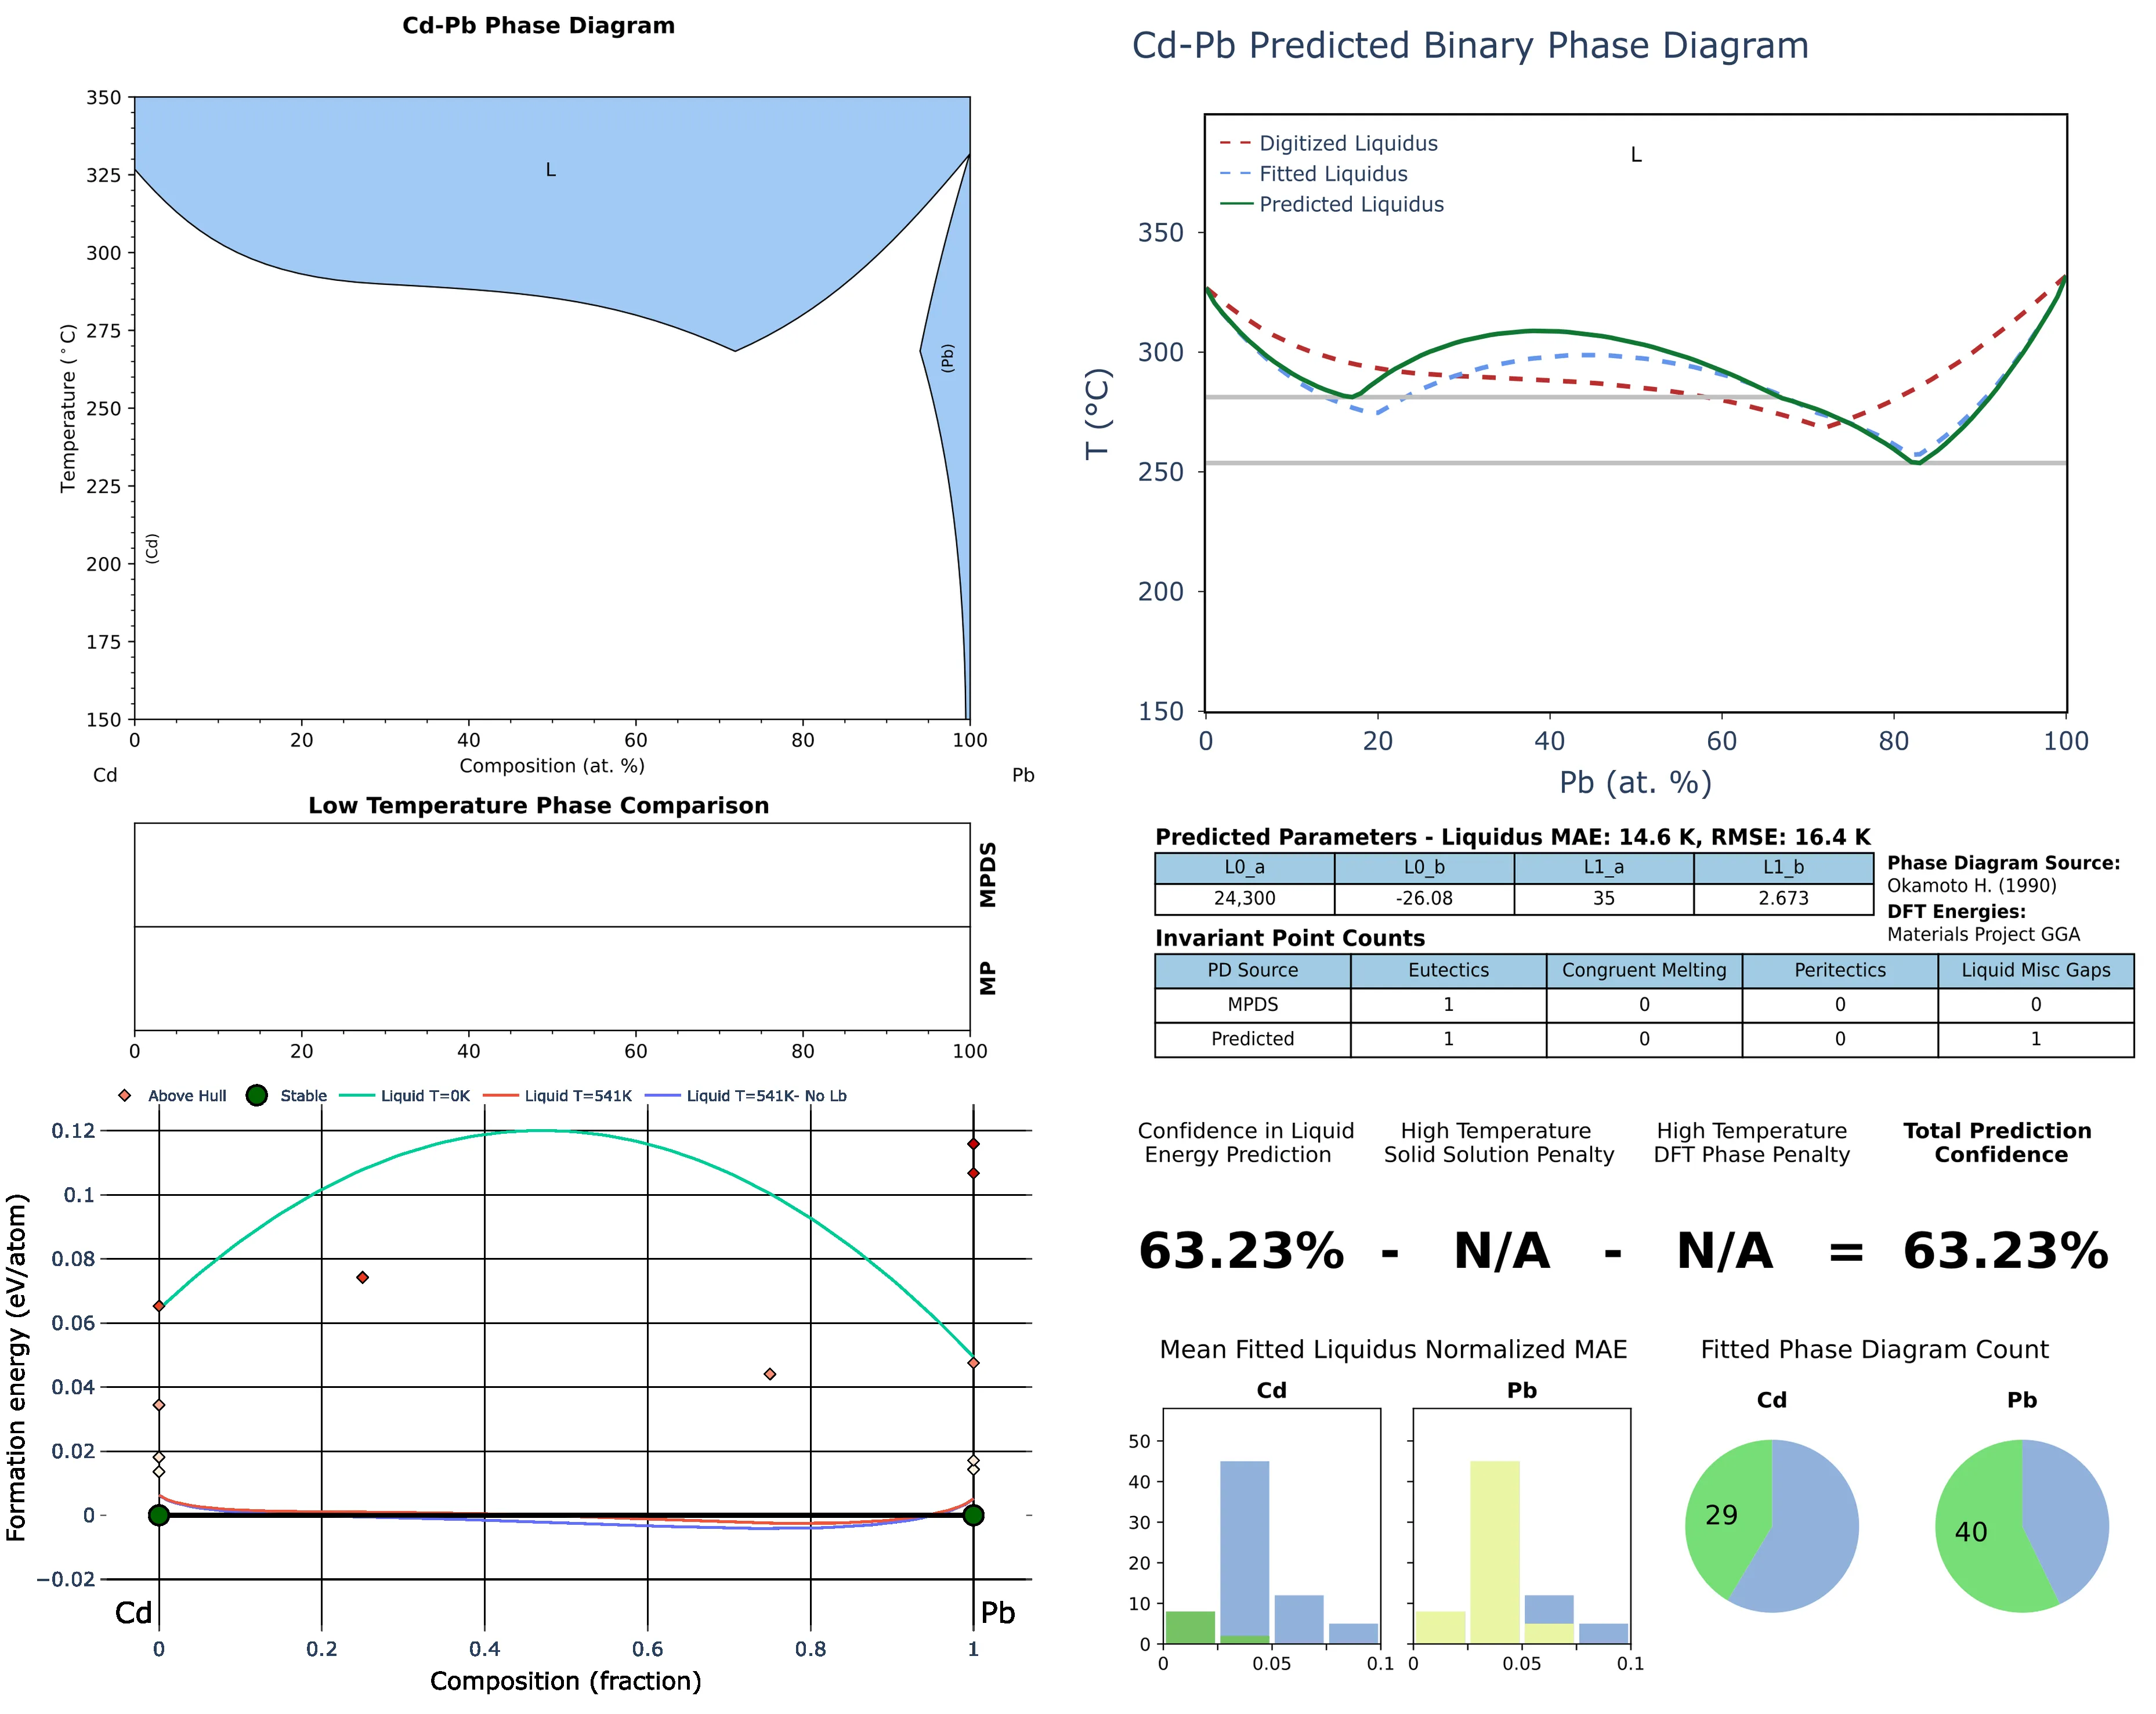 Cd-Pb Phase Diagram
350
325
300
275
250
225
200
175
150
Temperature (°C)
L
(Cd)
(Pb)
0 20 40 60 80 100
Composition (at. %)
Cd Pb
Low Temperature Phase Comparison
MPDS
MP
0 20 40 60 80 100
Above Hull Stable Liquid T=0K Liquid T=541K Liquid T=541K- No Lb
0.12
0.1
0.08
0.06
0.04
0.02
0
−0.02
Formation energy (eV/atom)
Cd Pb
0 0.2 0.4 0.6 0.8 1
Composition (fraction)
Cd-Pb Predicted Binary Phase Diagram
Digitized Liquidus
Fitted Liquidus
Predicted Liquidus
L
350
300
250
200
150
T (°C)
0 20 40 60 80 100
Pb (at. %)
Predicted Parameters - Liquidus MAE: 14.6 K, RMSE: 16.4 K
L0_a L0_b L1_a L1_b
24,300 -26.08 35 2.673
Phase Diagram Source:
Okamoto H. (1990)
DFT Energies:
Materials Project GGA
Invariant Point Counts
PD Source Eutectics Congruent Melting Peritectics Liquid Misc Gaps
MPDS 1 0 0 0
Predicted 1 0 0 1
Confidence in Liquid
Energy Prediction
High Temperature
Solid Solution Penalty
High Temperature
DFT Phase Penalty
Total Prediction
Confidence
63.23% - N/A - N/A = 63.23%
Mean Fitted Liquidus Normalized MAE
Cd Pb
50
40
30
20
10
0
0 0.05 0.1 0 0.05 0.1
Fitted Phase Diagram Count
Cd Pb
29 40